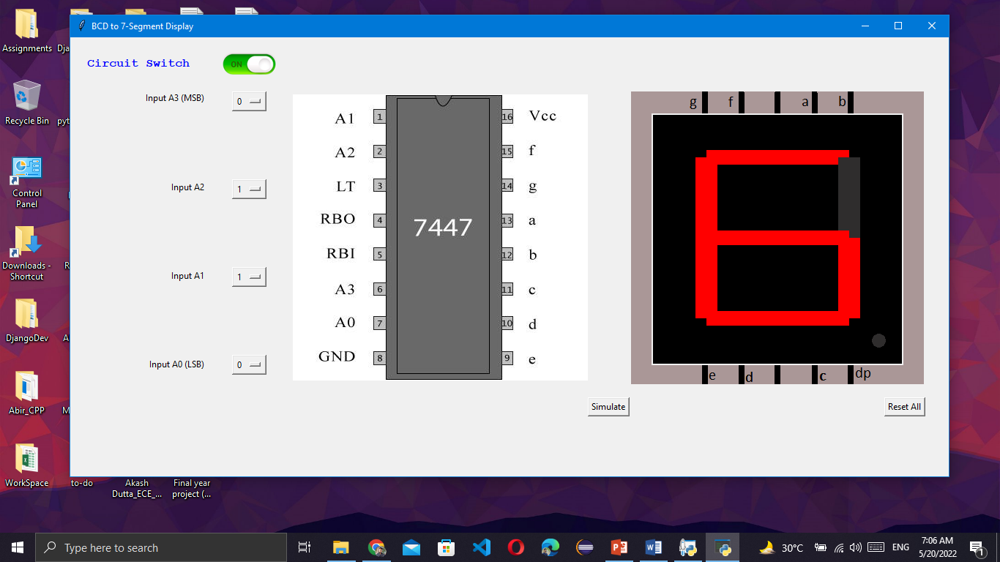 BCD to 7-Segment Display
Assignments
Recycle Bin
Control
Panel
Downloads -
Shortcut
DjangoDev
Abir_CPP
WorkSpace
to-do
Akash
Dutta_ECE_...
Final year
project (...
Circuit Switch
ON
Input A3 (MSB)
0
Input A2
1
Input A1
1
Input A0 (LSB)
0
A1 1 16 Vcc
A2 2 15 f
LT 3 14 g
RBO 4 13 a
7447
RBI 5 12 b
A3 6 11 c
A0 7 10 d
GND 8 9 e
g f a b
e d c dp
Simulate
Reset All
Type here to search
30°C
ENG
7:06 AM
5/20/2022
1